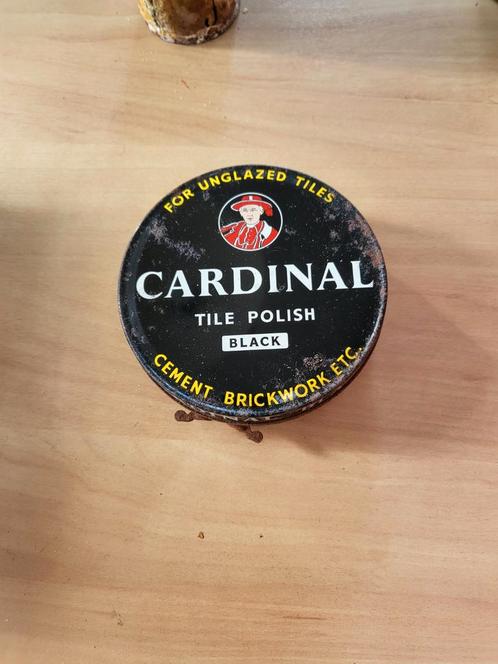 FOR UNGLAZED TILES
CARDINAL
TILE POLISH
BLACK
CEMENT, BRICKWORK ETC.